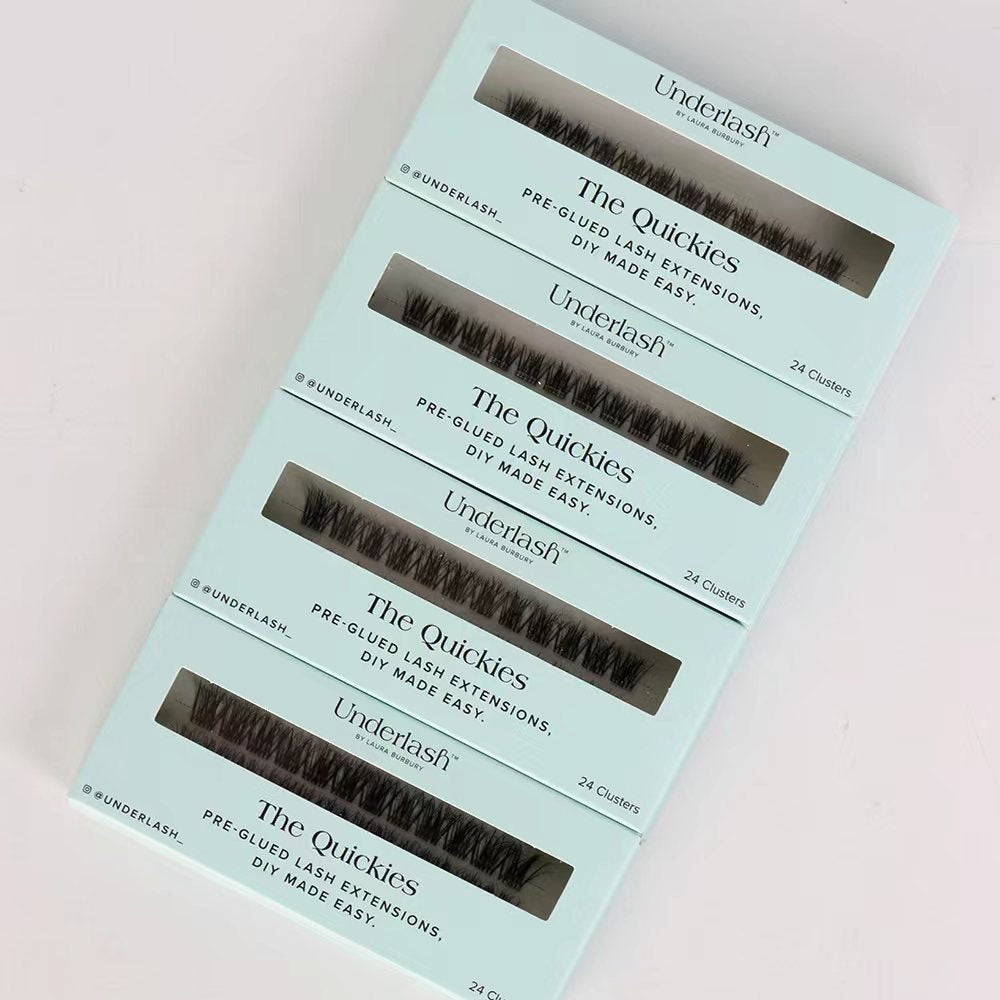 Underlash™
BY LAURA BURBURY
@UNDERLASH_
The Quickies
PRE-GLUED LASH EXTENSIONS,
DIY MADE EASY.
24 Clusters
Underlash™
BY LAURA BURBURY
@UNDERLASH_
The Quickies
PRE-GLUED LASH EXTENSIONS,
DIY MADE EASY.
24 Clusters
Underlash™
BY LAURA BURBURY
@UNDERLASH_
The Quickies
PRE-GLUED LASH EXTENSIONS,
DIY MADE EASY.
24 Clusters
Underlash™
BY LAURA BURBURY
@UNDERLASH_
The Quickies
PRE-GLUED LASH EXTENSIONS,
DIY MADE EASY.
24 Clu